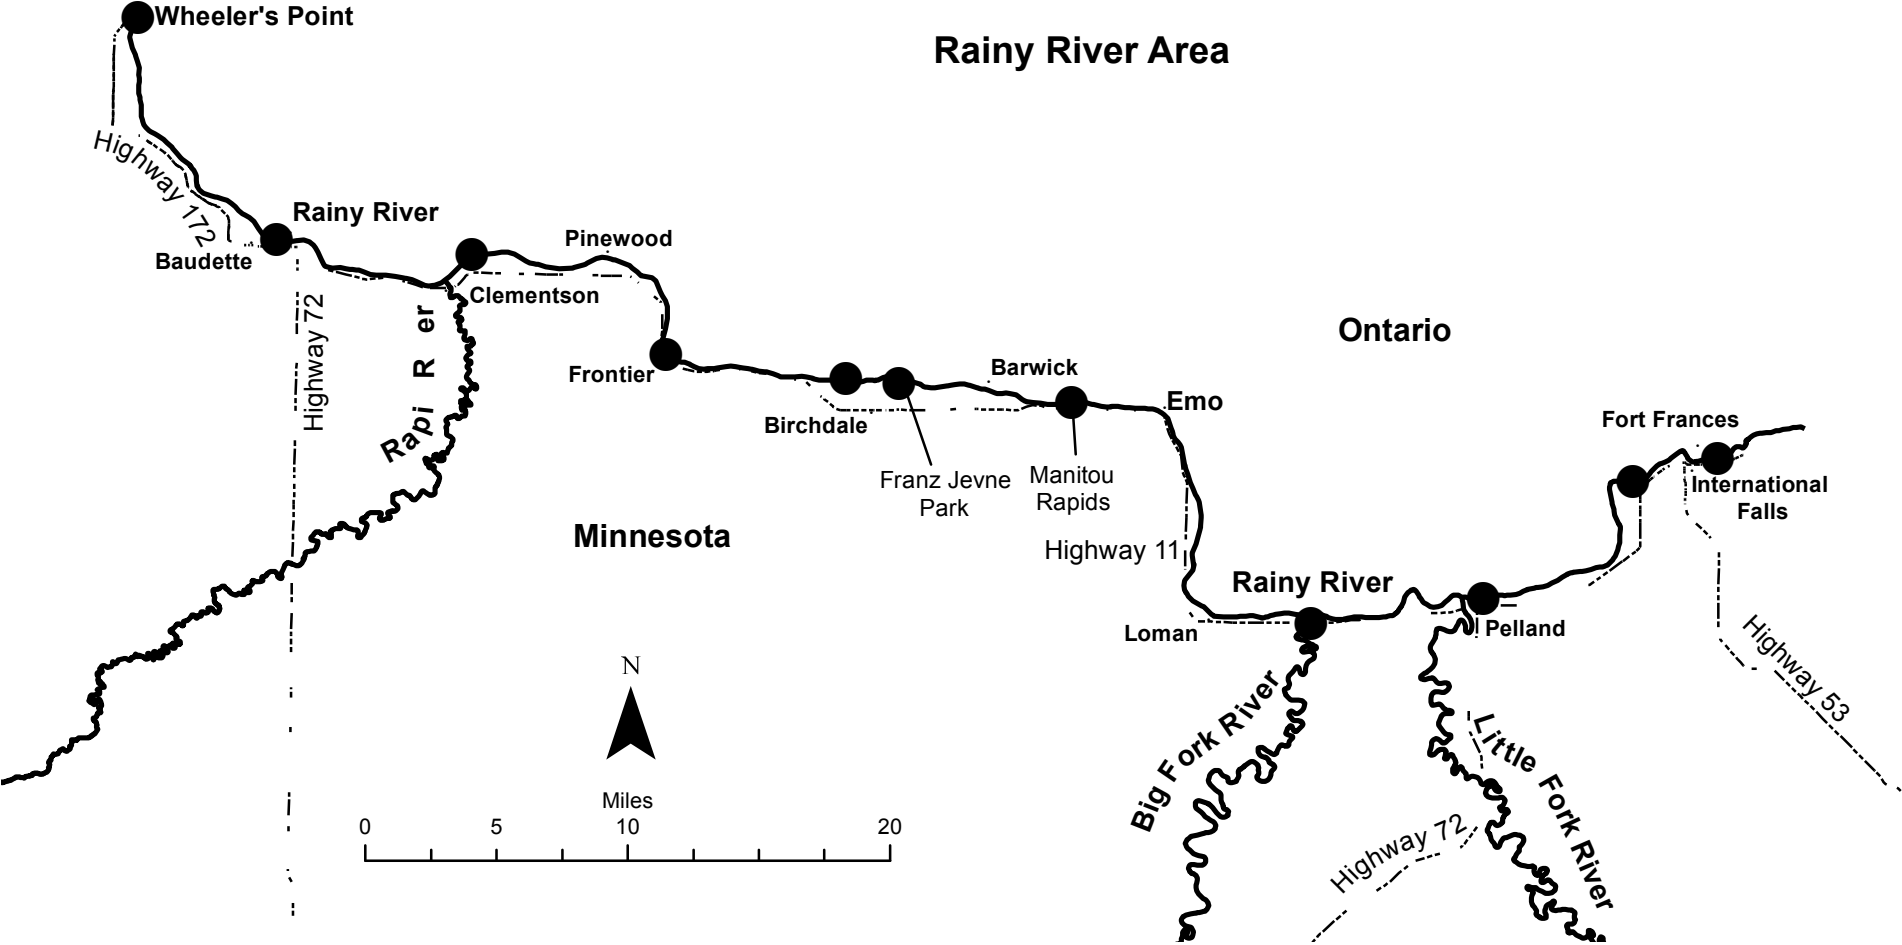 Wheeler's Point
Rainy River Area
Highway 172
Rainy River
Baudette
Pinewood
Clementson
Highway 72
Rapi R er
Frontier
Ontario
Barwick
Birchdale
Emo
Franz Jevne
Park
Manitou
Rapids
Fort Frances
International
Falls
Minnesota
Highway 11
Rainy River
Loman
Pelland
Highway 53
N
Big Fork River
Little Fork River
Highway 72
Miles
0 5 10 20